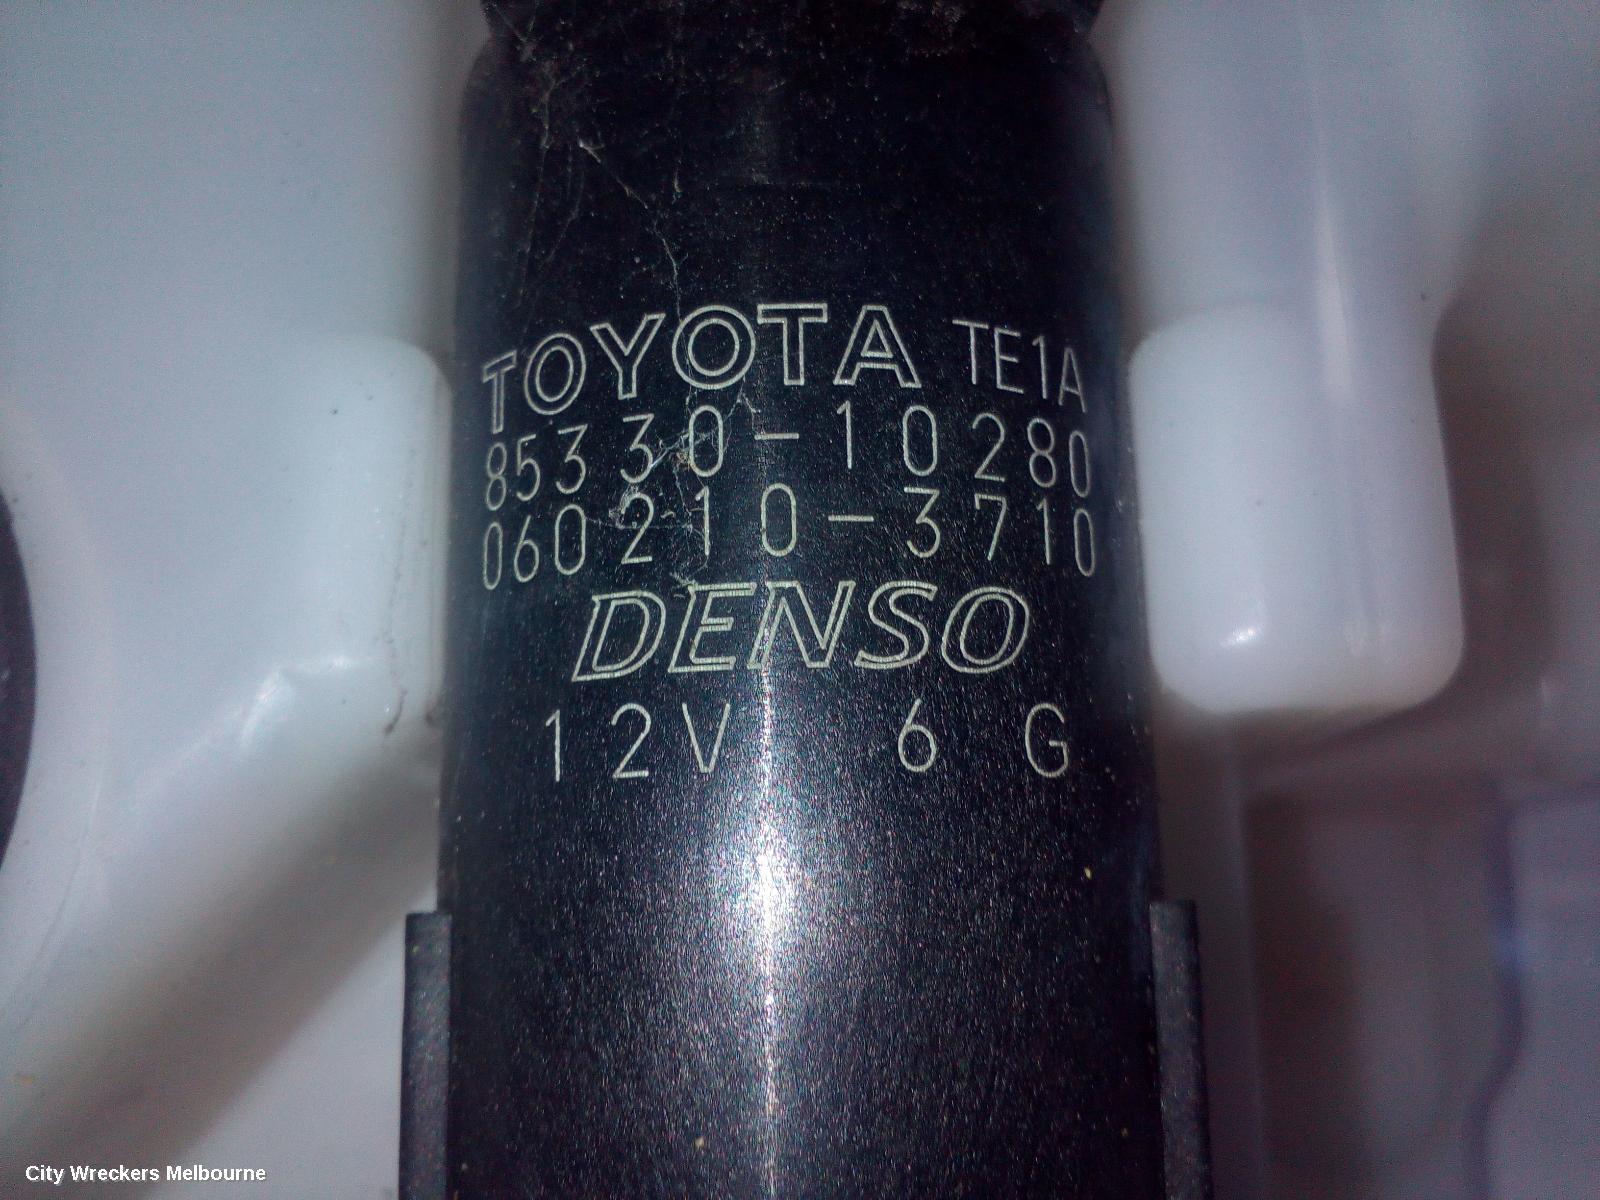 TOYOTA TE1A
85330-10280
060210-3710
DENSO
12V 6 G
City Wreckers Melbourne